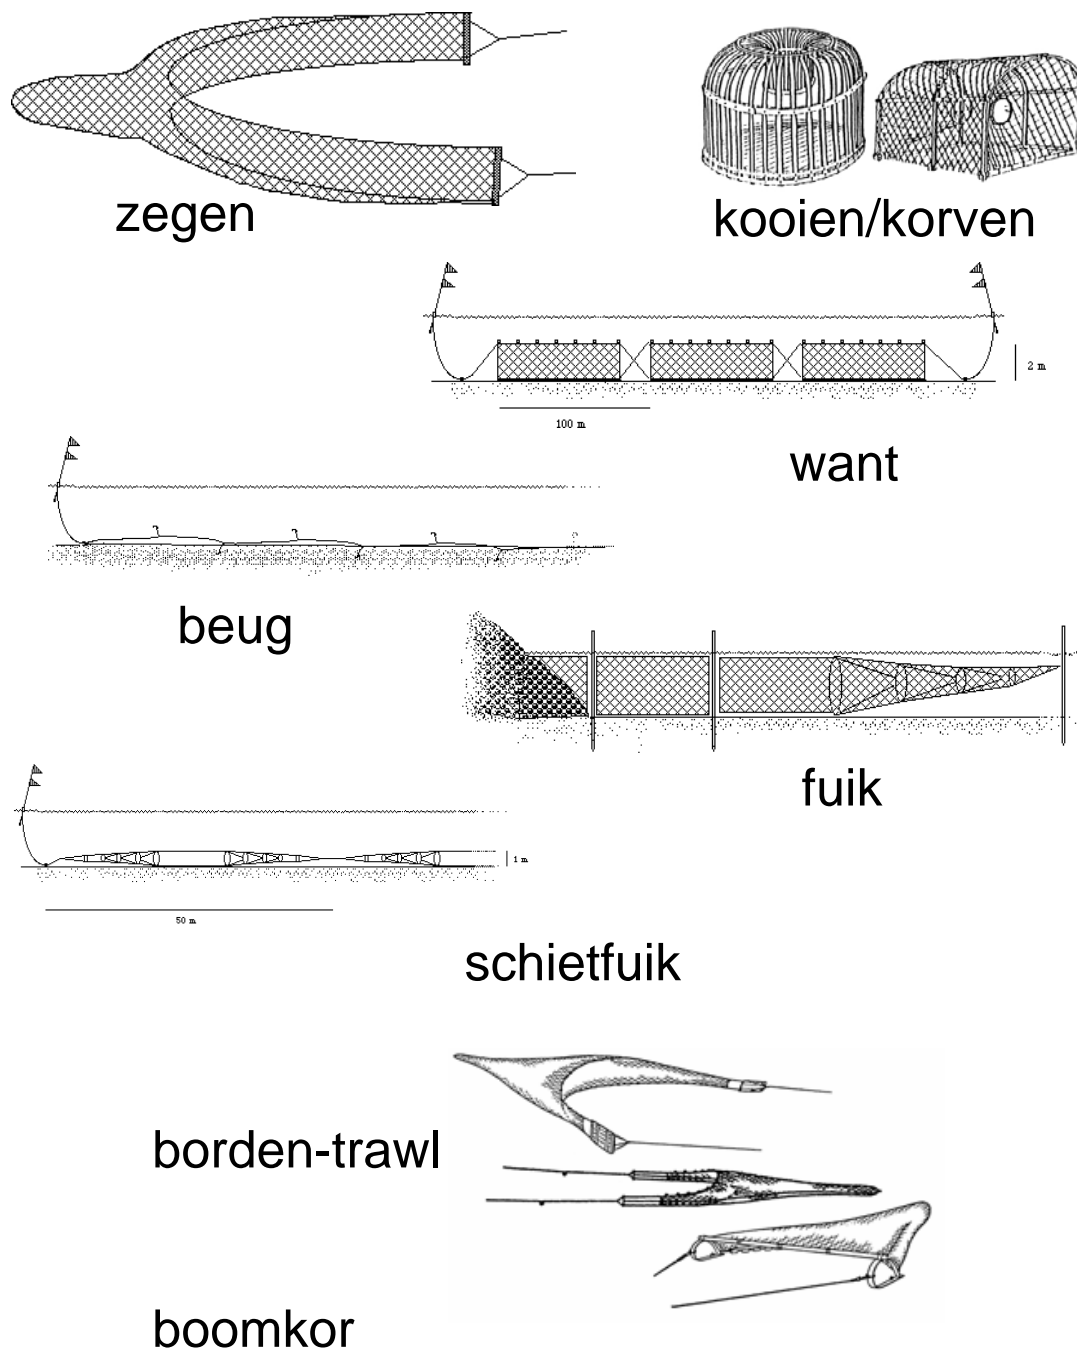 zegen
kooien/korven
2 m
100 m
want
beug
fuik
1 m
50 m
schietfuik
borden-trawl
boomkor